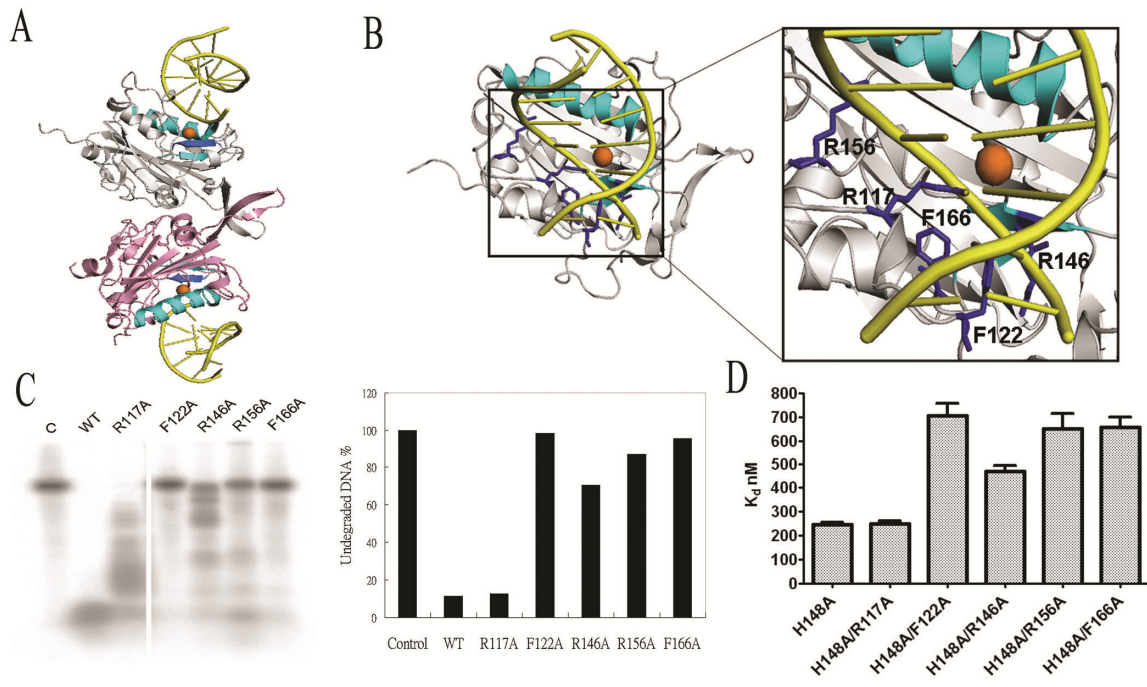 A
B
R156
R117
F166
R146
F122
C
C WT R117A F122A R146A R156A F166A
Undegraded DNA %
120
100
80
60
40
20
0
Control WT R117A F122A R146A R156A F166A
D
Kd nM
800
700
600
500
400
300
200
100
0
H148A
H148A/R117A
H148A/F122A
H148A/R146A
H148A/R156A
H148A/F166A